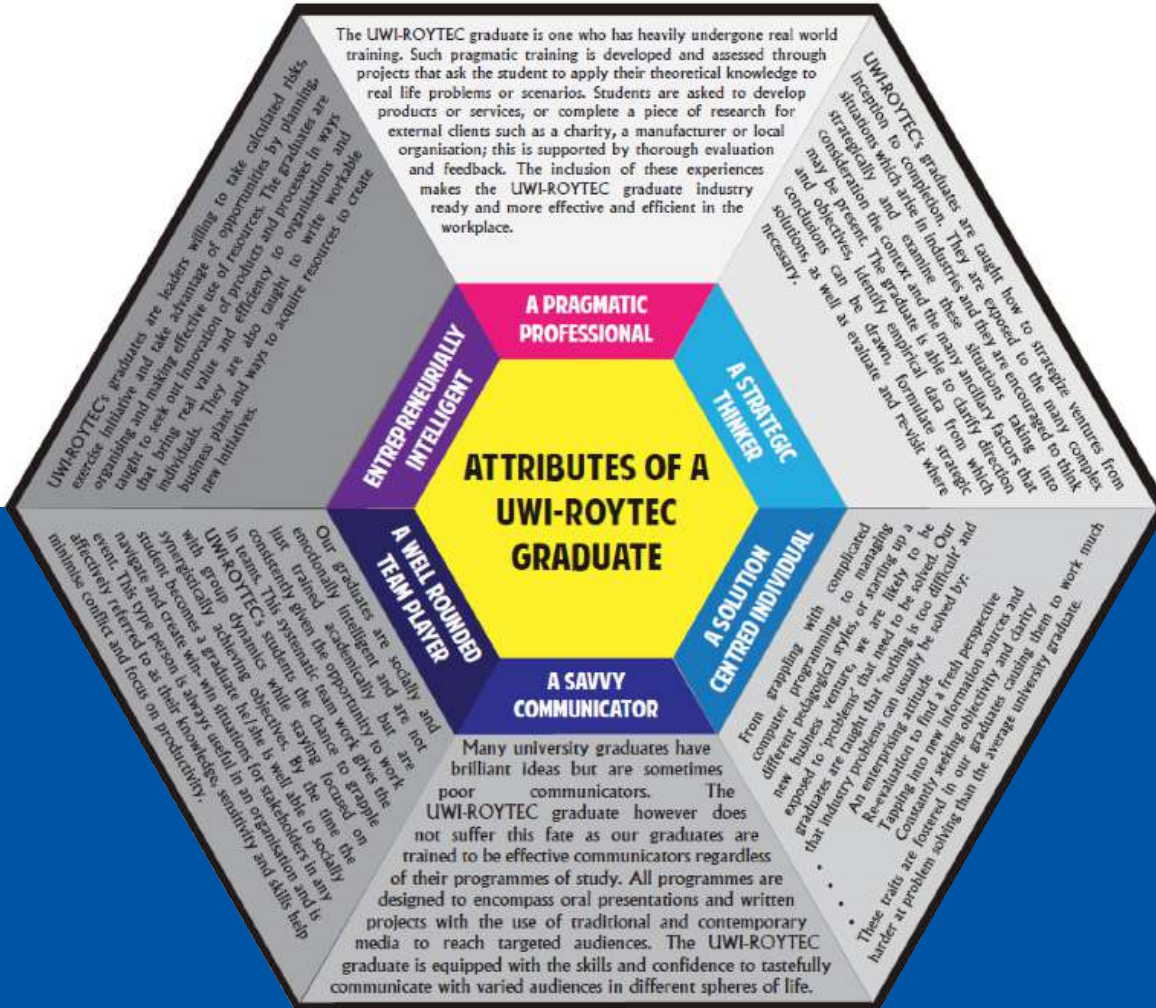 The UWI-ROYTEC graduate is one who has heavily undergone real world
training. Such pragmatic training is developed and assessed through
projects that ask the student to apply their theoretical knowledge to
real life problems or scenarios. Students are asked to develop
products or services, or complete a piece of research for
external clients such as a charity, a manufacturer or local
organisation; this is supported by thorough evaluation
and feedback. The inclusion of these experiences
makes the UWI-ROYTEC graduate industry
ready and more effective and efficient in the
workplace.
A PRAGMATIC
PROFESSIONAL
UWI-ROYTEC's graduates are taught how to strategize ventures from
inception to completion. They are exposed to the many complex
situations which arise in industries and they are encouraged to think
strategically and examine these situations taking into
consideration the context and the many ancillary factors that
may be present. The graduate is able to clarify direction
and objectives, identify empirical data from which
conclusions can be drawn, formulate strategic
solutions, as well as evaluate and re-visit where
necessary.
A STRATEGIC
THINKER
From grappling with complicated
computer programming, to managing
different pedagogical styles, or starting up a
new business venture, we are likely to be
exposed to 'problems' that need to be solved. Our
graduates are taught that 'nothing is too difficult' and
that industry problems can usually be solved by:
• An enterprising attitude
• Re-evaluation to find a fresh perspective
• Tapping into new information sources and
• Constantly seeking objectivity and clarity
These traits are fostered in our graduates causing them to work much
harder at problem solving than the average university graduate.
A SOLUTION
CENTRED INDIVIDUAL
A SAVVY
COMMUNICATOR
Many university graduates have
brilliant ideas but are sometimes
poor communicators. The
UWI-ROYTEC graduate however does
not suffer this fate as our graduates are
trained to be effective communicators regardless
of their programmes of study. All programmes are
designed to encompass oral presentations and written
projects with the use of traditional and contemporary
media to reach targeted audiences. The UWI-ROYTEC
graduate is equipped with the skills and confidence to tastefully
communicate with varied audiences in different spheres of life.
A WELL ROUNDED
TEAM PLAYER
Our graduates are socially and
emotionally intelligent and are not
just trained academically but are
consistently given the opportunity to work
in teams. This systematic team work gives the
UWI-ROYTEC's students the chance to grapple
with group dynamics while staying focused on
synergistically achieving objectives. By the time the
student becomes a graduate he/she is well able to socially
navigate and create win-win situations for stakeholders in any
event. This type person is always useful in an organisation and is
affectively referred to as their knowledge, sensitivity and skills help
minimise conflict and focus on productivity.
ENTREPRENEURIALLY
INTELLIGENT
UWI-ROYTEC's graduates are leaders willing to take calculated risks,
exercise initiative and take advantage of opportunities by planning,
organising and making effective use of resources. The graduates are
taught to seek out innovation of products and processes in ways
that bring real value and efficiency to organisations and
individuals. They are also taught to write workable
business plans and ways to acquire resources to create
new initiatives.
ATTRIBUTES OF A
UWI-ROYTEC
GRADUATE